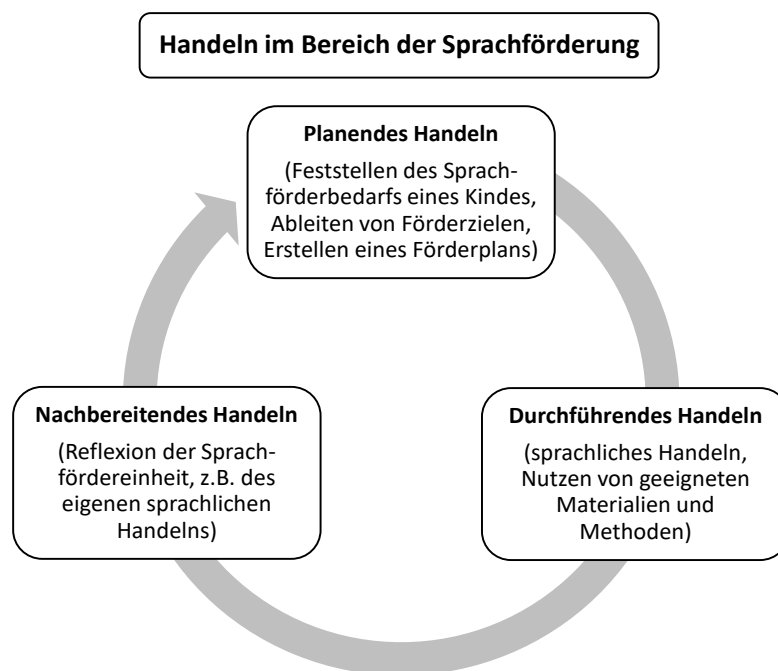 Handeln im Bereich der Sprachförderung
Planendes Handeln
(Feststellen des Sprach-
förderbedarfs eines Kindes,
Ableiten von Förderzielen,
Erstellen eines Förderplans)
Nachbereitendes Handeln
(Reflexion der Sprach-
fördereinheit, z.B. des
eigenen sprachlichen
Handelns)
Durchführendes Handeln
(sprachliches Handeln,
Nutzen von geeigneten
Materialien und
Methoden)